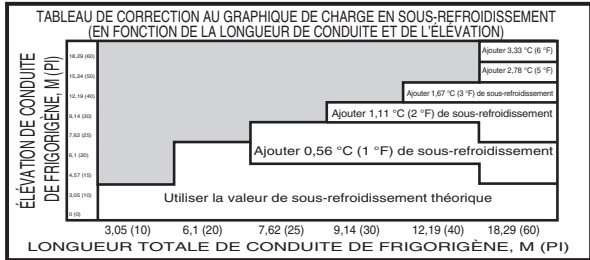 TABLEAU DE CORRECTION AU GRAPHIQUE DE CHARGE EN SOUS-REFROIDISSEMENT
(EN FONCTION DE LA LONGUEUR DE CONDUITE ET DE L'ÉLÉVATION)
ÉLÉVATION DE CONDUITE
DE FRIGORIGÈNE, M (PI)
18,29 (60)
15,24 (50)
12,19 (40)
9,14 (30)
7,62 (25)
6,1 (20)
4,57 (15)
3,05 (10)
0 (0)
Ajouter 3,33 °C (6 °F)
Ajouter 2,78 °C (5 °F)
Ajouter 1,67 °C (3 °F) de sous-refroidissement
Ajouter 1,11 °C (2 °F) de sous-refroidissement
Ajouter 0,56 °C (1 °F) de sous-refroidissement
Utiliser la valeur de sous-refroidissement théorique
3,05 (10) 6,1 (20) 7,62 (25) 9,14 (30) 12,19 (40) 18,29 (60)
LONGUEUR TOTALE DE CONDUITE DE FRIGORIGÈNE, M (PI)